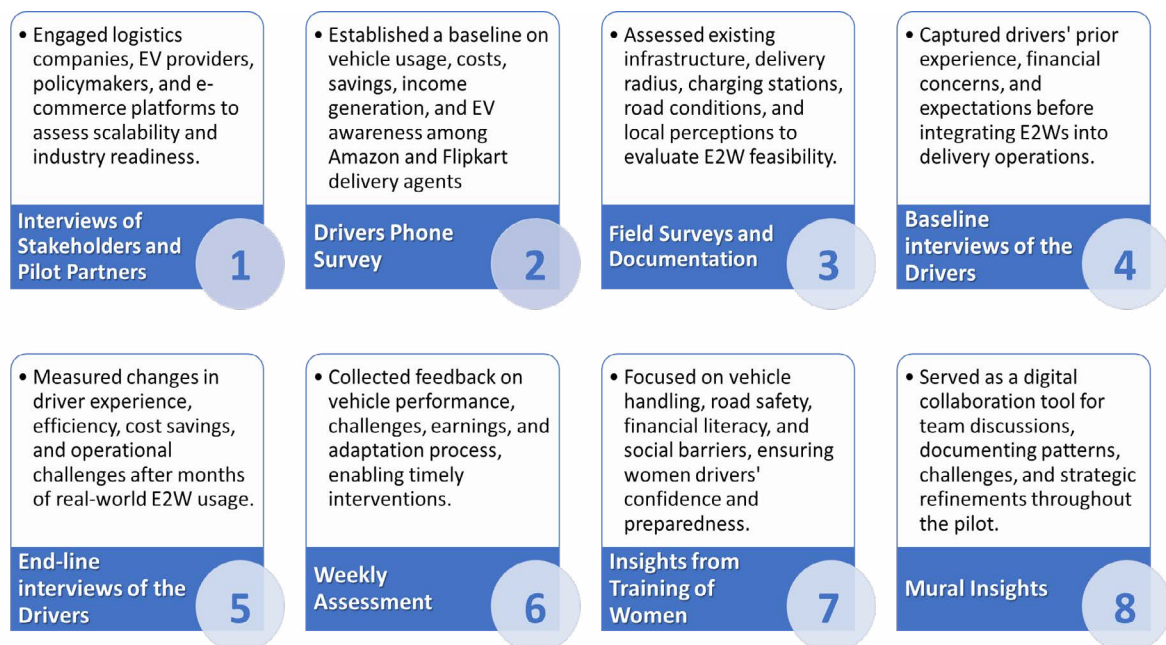 • Engaged logistics
companies, EV providers,
policymakers, and e-
commerce platforms to
assess scalability and
industry readiness.
Interviews of
Stakeholders and
Pilot Partners
1
• Established a baseline on
vehicle usage, costs,
savings, income
generation, and EV
awareness among
Amazon and Flipkart
delivery agents
Drivers Phone
Survey
2
• Assessed existing
infrastructure, delivery
radius, charging stations,
road conditions, and
local perceptions to
evaluate E2W feasibility.
Field Surveys and
Documentation
3
• Captured drivers' prior
experience, financial
concerns, and
expectations before
integrating E2Ws into
delivery operations.
Baseline
interviews of the
Drivers
4
• Measured changes in
driver experience,
efficiency, cost savings,
and operational
challenges after months
of real-world E2W usage.
End-line
interviews of the
Drivers
5
• Collected feedback on
vehicle performance,
challenges, earnings, and
adaptation process,
enabling timely
interventions.
Weekly
Assessment
6
• Focused on vehicle
handling, road safety,
financial literacy, and
social barriers, ensuring
women drivers'
confidence and
preparedness.
Insights from
Training of
Women
7
• Served as a digital
collaboration tool for
team discussions,
documenting patterns,
challenges, and strategic
refinements throughout
the pilot.
Mural Insights
8